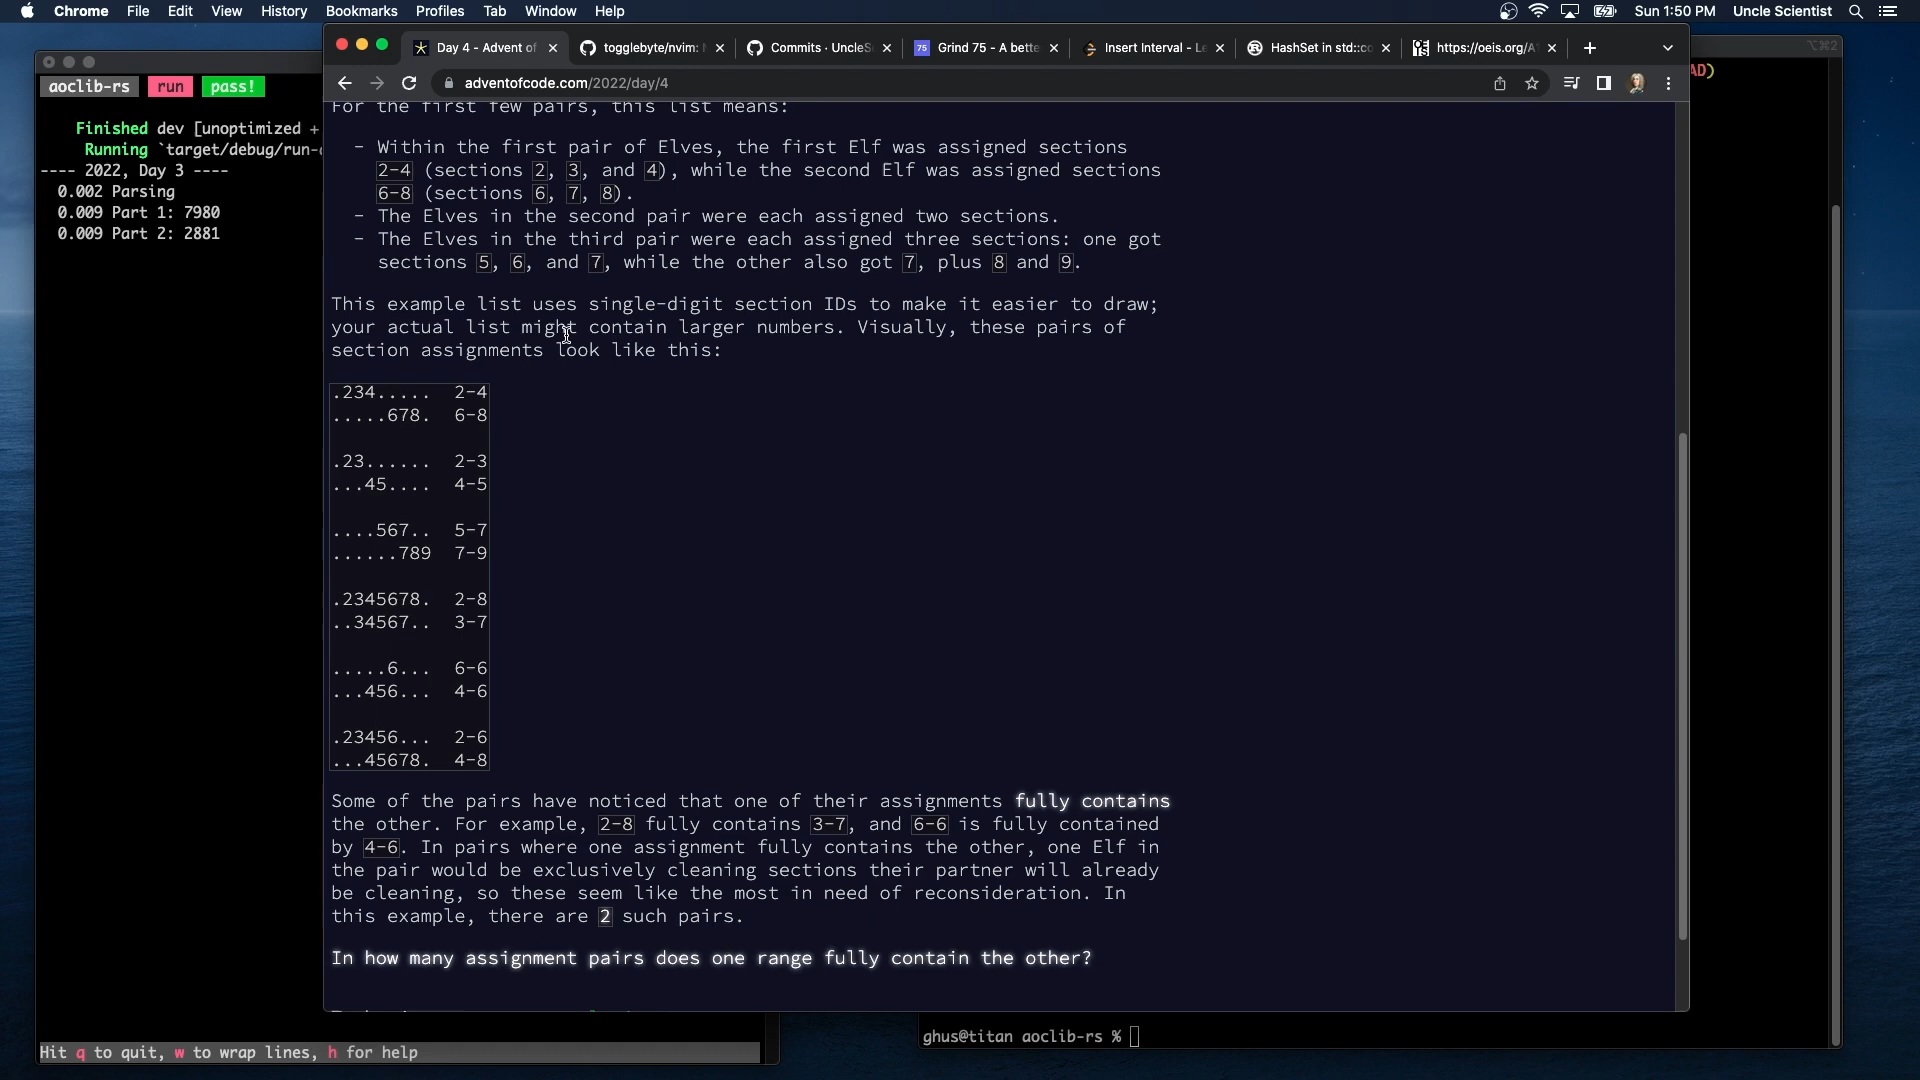 Chrome File Edit View History Bookmarks Profiles Tab Window Help
Sun 1:50 PM Uncle Scientist
Day 4 - Advent of
togglebyte/nvim:
Commits · UncleS
Grind 75 - A bette
Insert Interval - Le
HashSet in std::co
https://oeis.org/A
adventofcode.com/2022/day/4
aoclib-rs run pass!
Finished dev [unoptimized +
Running `target/debug/run-
---- 2022, Day 3 ----
0.002 Parsing
0.009 Part 1: 7980
0.009 Part 2: 2881
For the first few pairs, this list means:
- Within the first pair of Elves, the first Elf was assigned sections
2-4 (sections 2, 3, and 4), while the second Elf was assigned sections
6-8 (sections 6, 7, 8).
- The Elves in the second pair were each assigned two sections.
- The Elves in the third pair were each assigned three sections: one got
sections 5, 6, and 7, while the other also got 7, plus 8 and 9.
This example list uses single-digit section IDs to make it easier to draw;
your actual list might contain larger numbers. Visually, these pairs of
section assignments look like this:
.234..... 2-4
.....678. 6-8
.23...... 2-3
...45.... 4-5
....567.. 5-7
......789 7-9
.2345678. 2-8
..34567.. 3-7
.....6... 6-6
...456... 4-6
.23456... 2-6
...45678. 4-8
Some of the pairs have noticed that one of their assignments fully contains
the other. For example, 2-8 fully contains 3-7, and 6-6 is fully contained
by 4-6. In pairs where one assignment fully contains the other, one Elf in
the pair would be exclusively cleaning sections their partner will already
be cleaning, so these seem like the most in need of reconsideration. In
this example, there are 2 such pairs.
In how many assignment pairs does one range fully contain the other?
Hit q to quit, w to wrap lines, h for help
⌥⌘2
AD)
ghus@titan aoclib-rs %